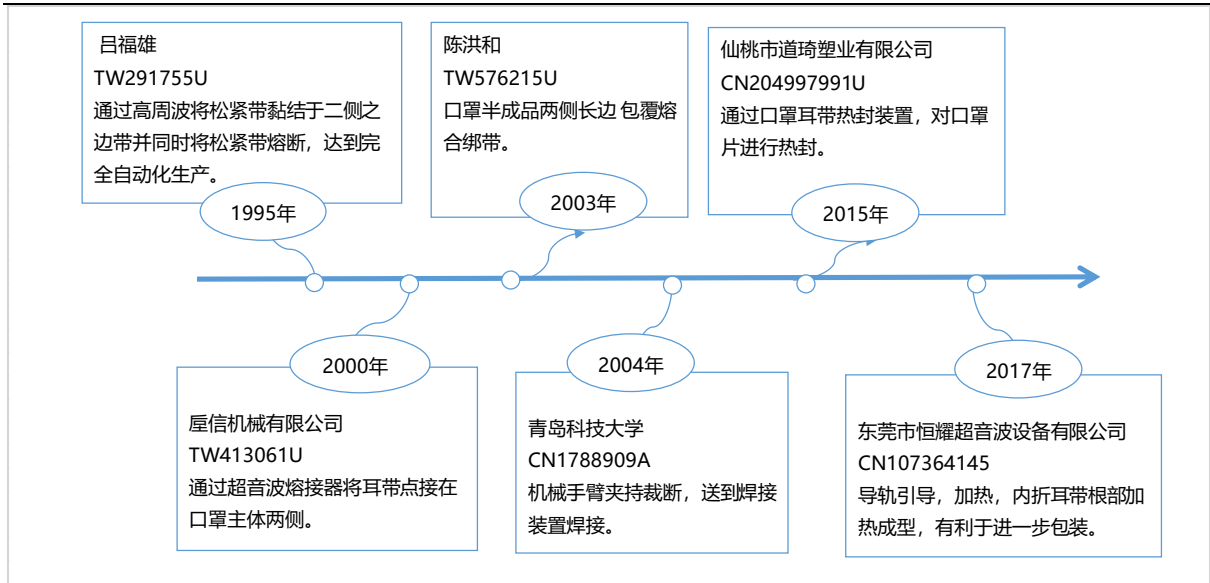 吕福雄
TW291755U
通过高周波将松紧带黏结于二侧之
边带并同时将松紧带熔断，达到完
全自动化生产。
1995年
陈洪和
TW576215U
口罩半成品两侧长边 包覆熔
合绑带。
2003年
仙桃市道琦塑业有限公司
CN204997991U
通过口罩耳带热封装置，对口罩
片进行热封。
2015年
2000年
垕信机械有限公司
TW413061U
通过超音波熔接器将耳带点接在
口罩主体两侧。
2004年
青岛科技大学
CN1788909A
机械手臂夹持裁断，送到焊接
装置焊接。
2017年
东莞市恒耀超音波设备有限公司
CN107364145
导轨引导，加热，内折耳带根部加
热成型，有利于进一步包装。